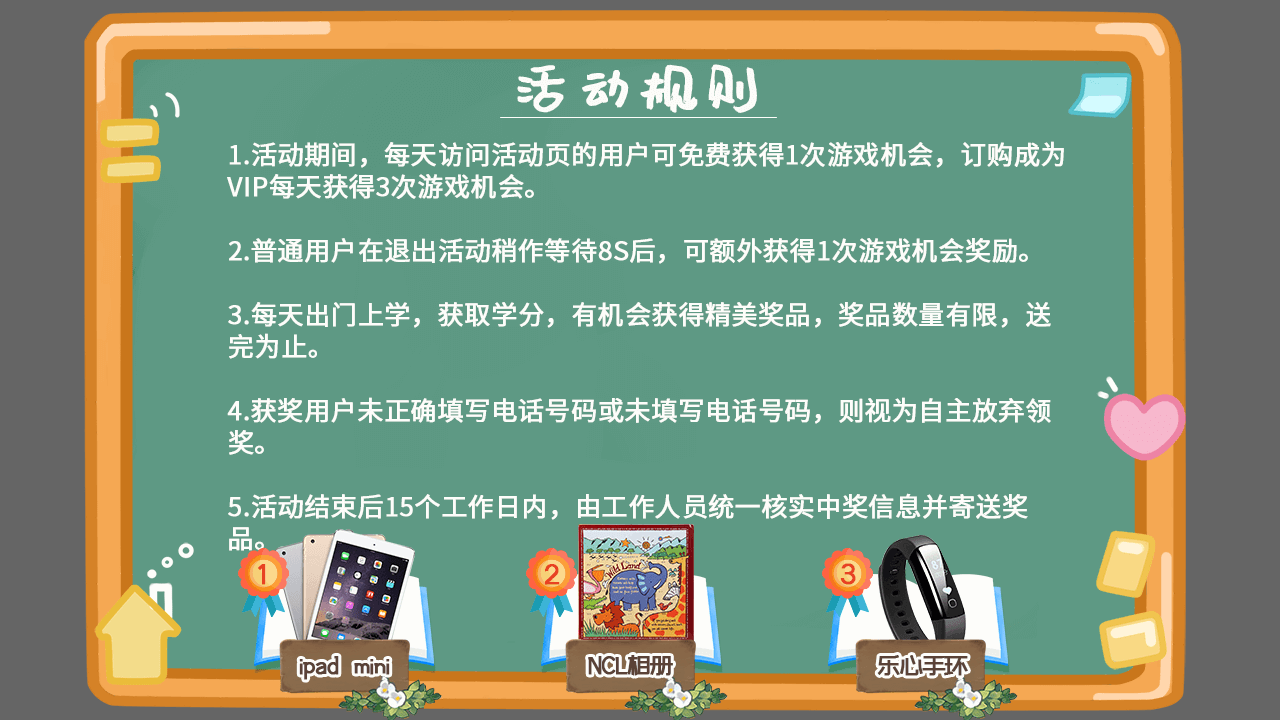 活动规则
1.活动期间，每天访问活动页的用户可免费获得1次游戏机会，订购成为
VIP每天获得3次游戏机会。
2.普通用户在退出活动稍作等待8S后，可额外获得1次游戏机会奖励。
3.每天出门上学，获取学分，有机会获得精美奖品，奖品数量有限，送
完为止。
4.获奖用户未正确填写电话号码或未填写电话号码，则视为自主放弃领
奖。
5.活动结束后15个工作日内，由工作人员统一核实中奖信息并寄送奖
品。
1
2
3
ipad mini
NCL相册
乐心手环